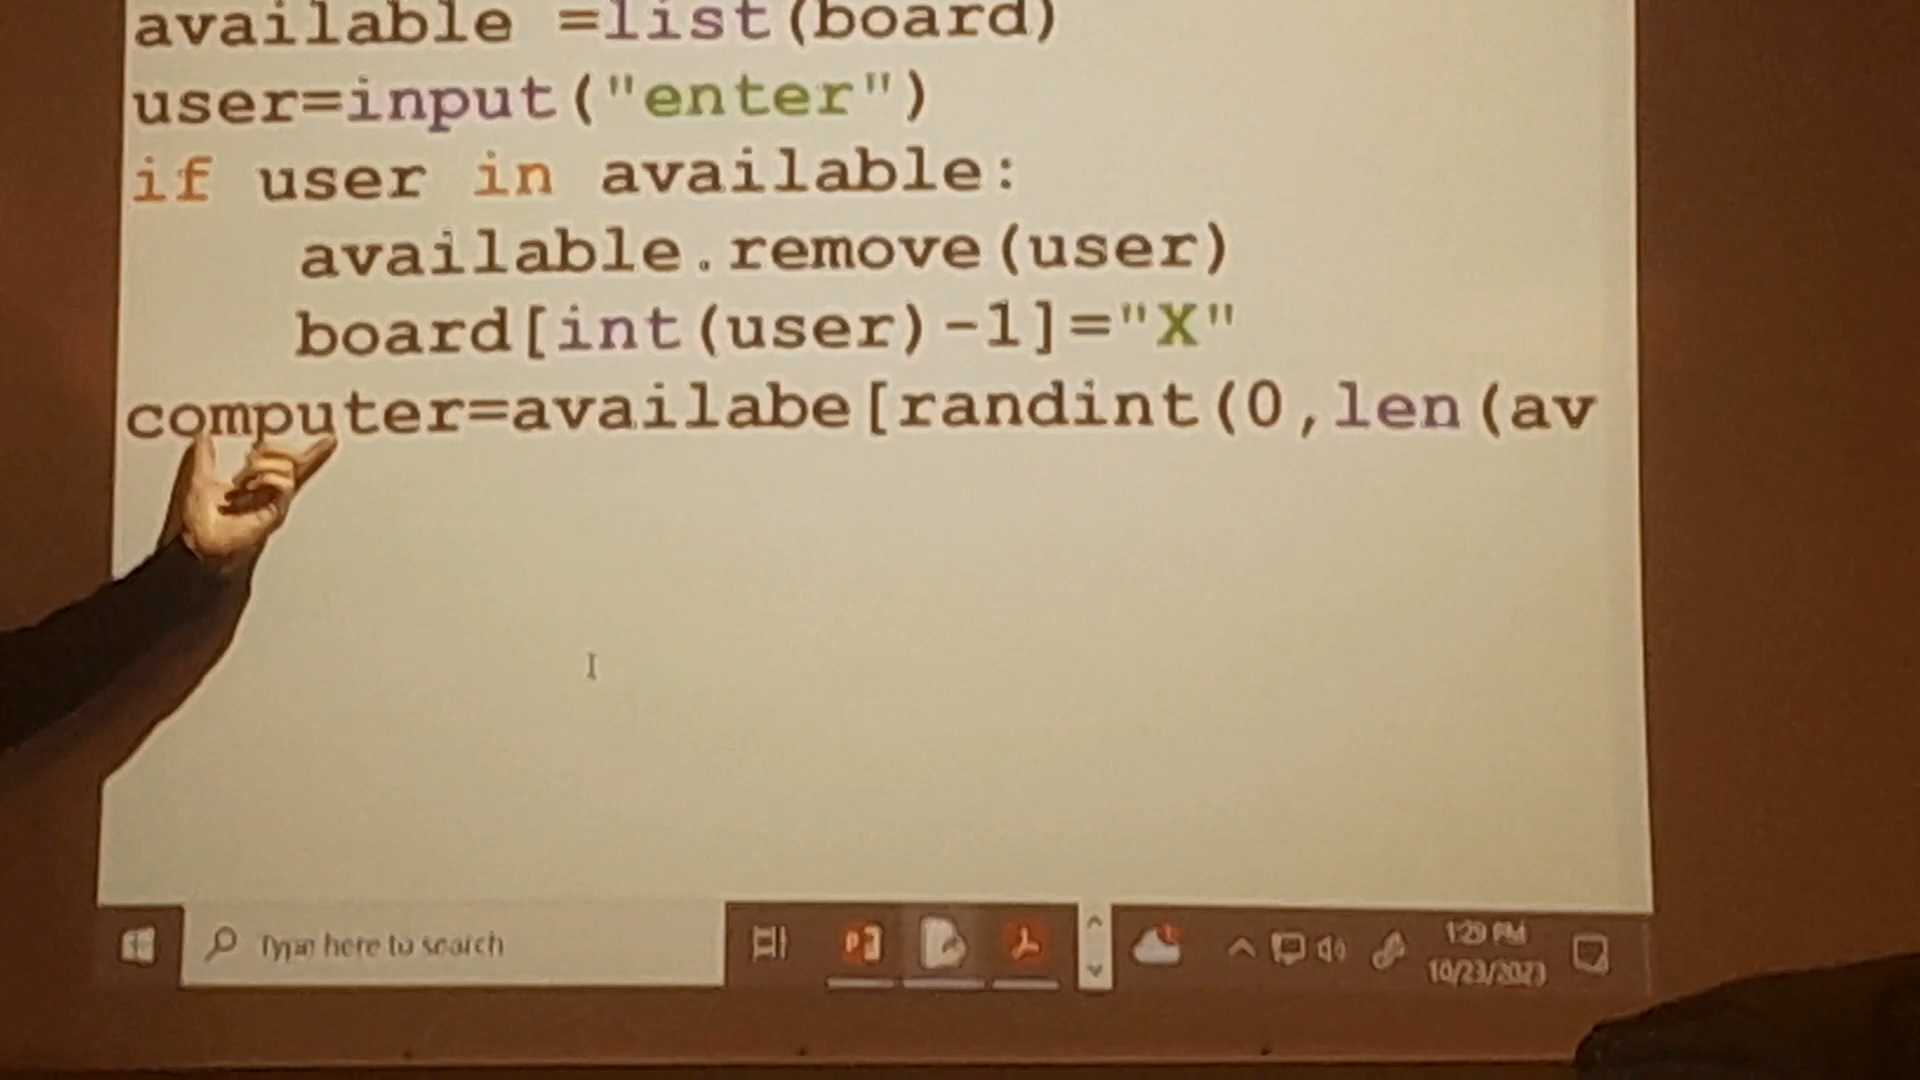 available =list(board)
user=input("enter")
if user in available:
    available.remove(user)
    board[int(user)-1]="X"
computer=availabe[randint(0,len(av
Type here to search
1:29 PM
10/23/2023